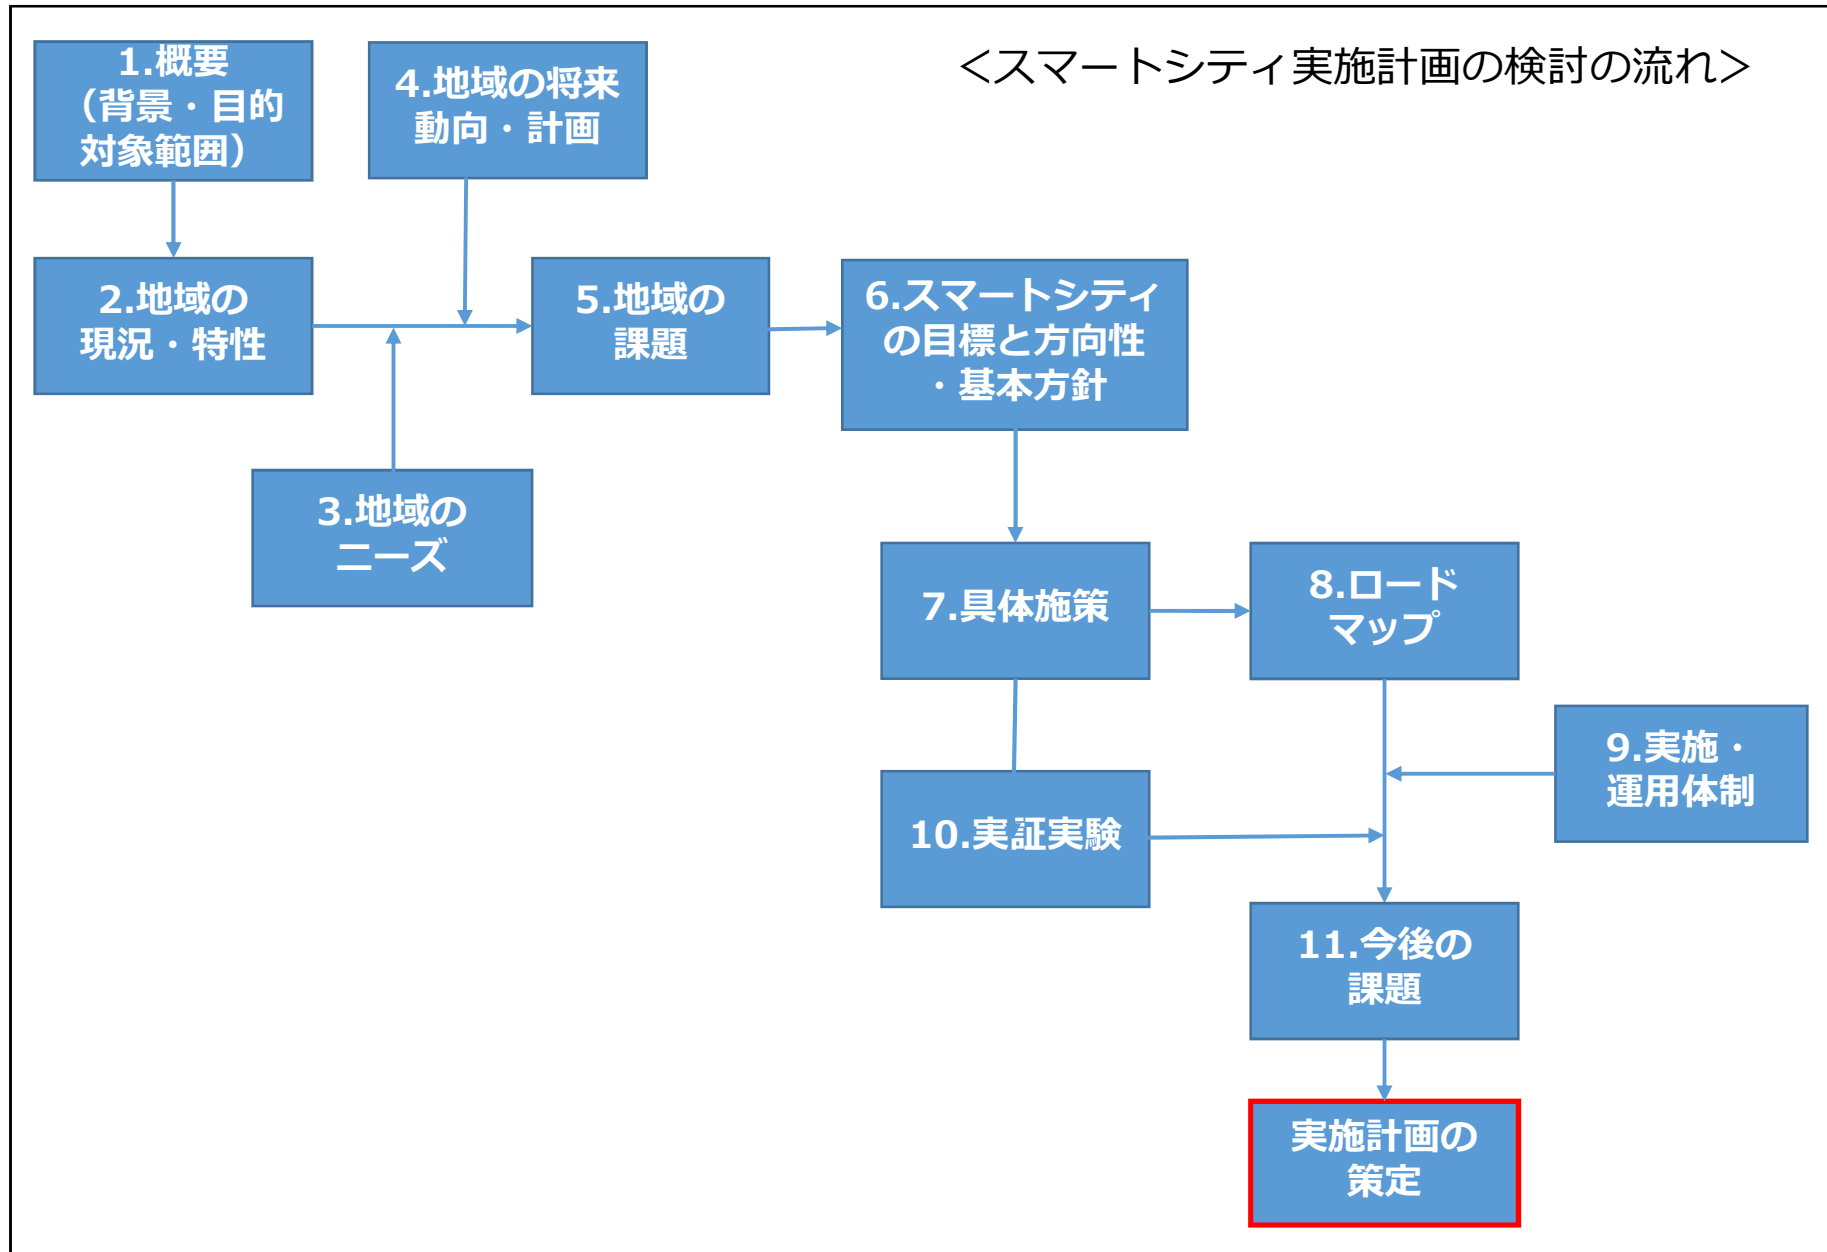 <スマートシティ実施計画の検討の流れ>
1.概要
（背景・目的
対象範囲）
4.地域の将来
動向・計画
2.地域の
現況・特性
5.地域の
課題
6.スマートシティ
の目標と方向性
・基本方針
3.地域の
ニーズ
7.具体施策
8.ロード
マップ
9.実施・
運用体制
10.実証実験
11.今後の
課題
実施計画の
策定